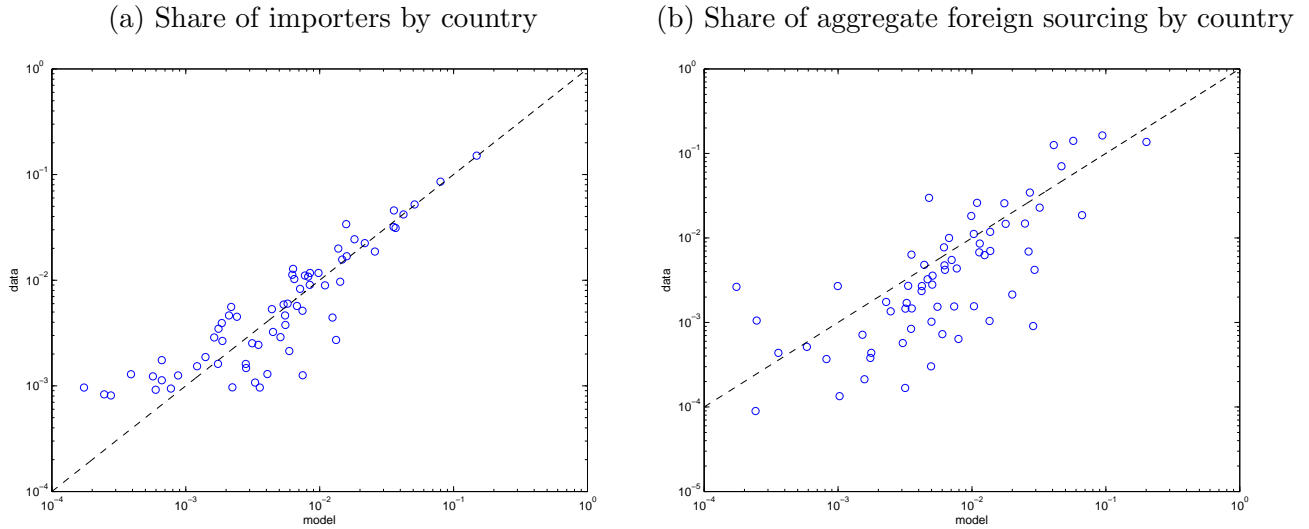 (a) Share of importers by country
(b) Share of aggregate foreign sourcing by country
10^0
10^-1
10^-2
10^-3
10^-4
data
10^-4 10^-3 10^-2 10^-1 10^0
model
10^0
10^-1
10^-2
10^-3
10^-4
10^-5
data
10^-4 10^-3 10^-2 10^-1 10^0
model